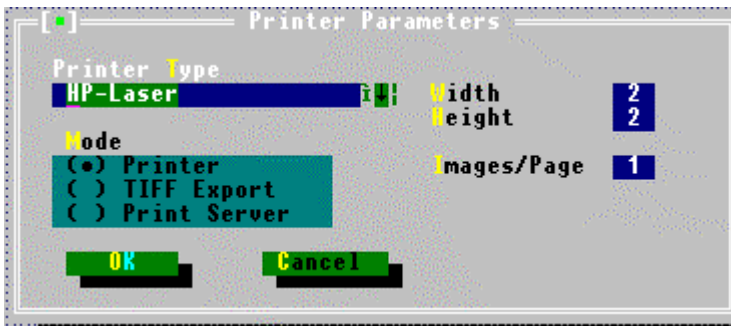 [▪] Printer Parameters
Printer Type
HP-Laser
Width 2
Height 2
Mode
(•) Printer
( ) TIFF Export
( ) Print Server
Images/Page 1
OK Cancel